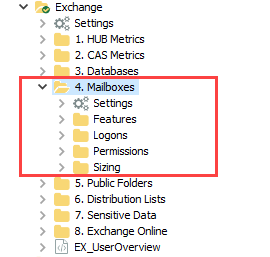 Exchange
Settings
1. HUB Metrics
2. CAS Metrics
3. Databases
4. Mailboxes
Settings
Features
Logons
Permissions
Sizing
5. Public Folders
6. Distribution Lists
7. Sensitive Data
8. Exchange Online
EX_UserOverview